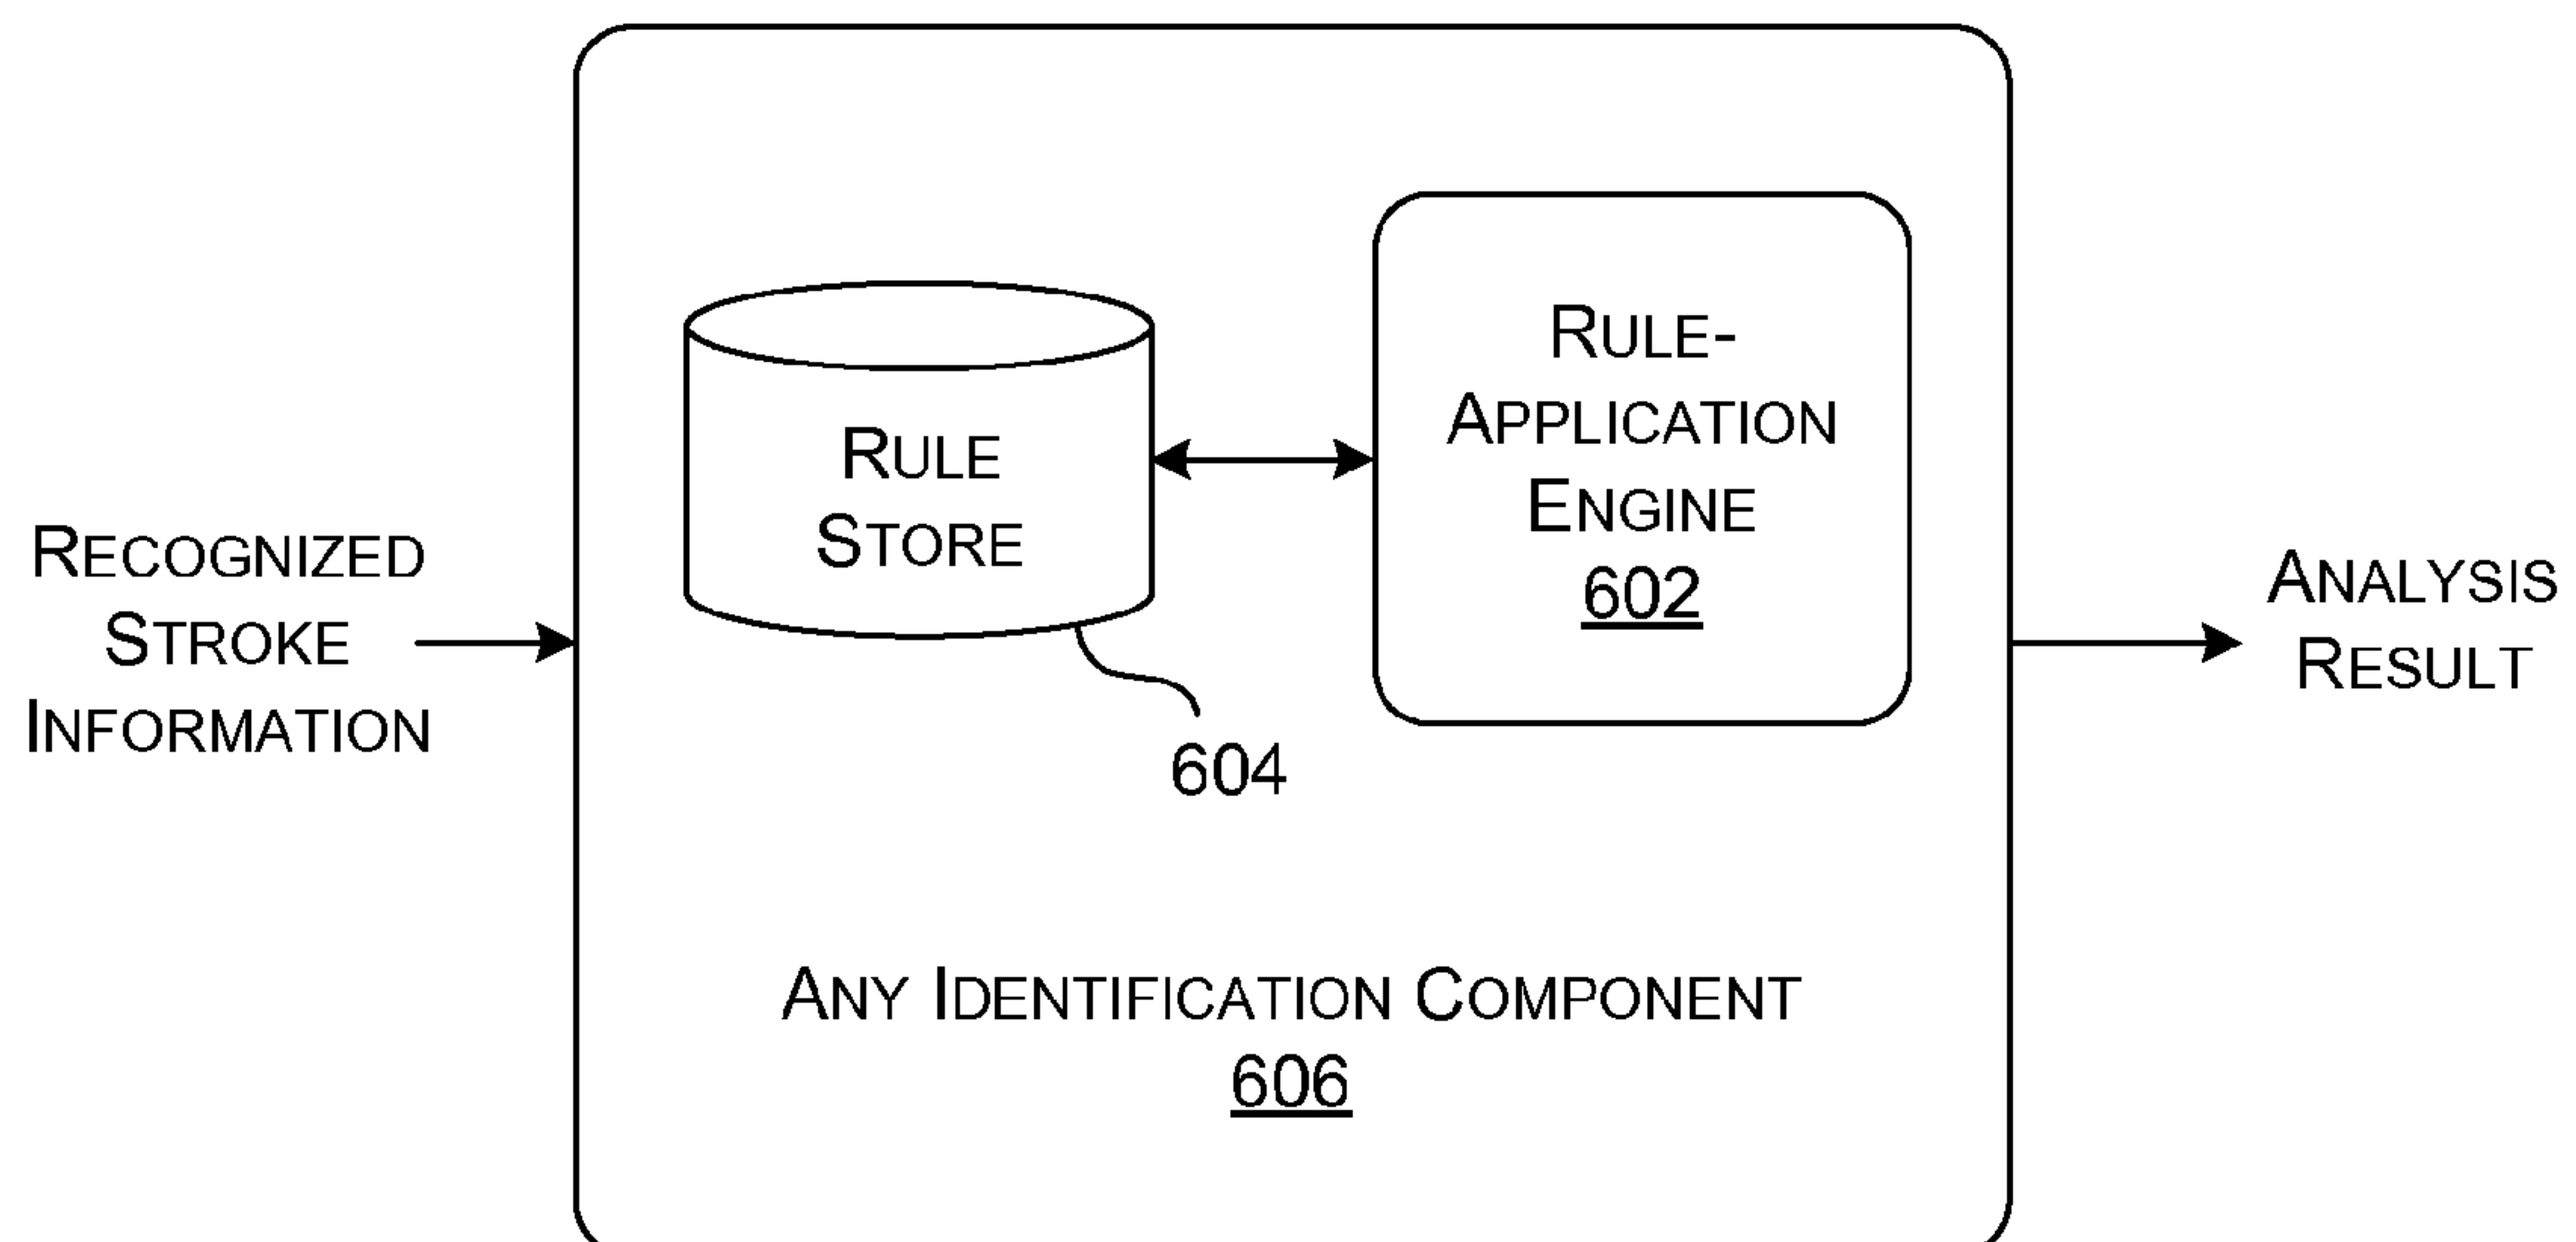 RECOGNIZED
STROKE
INFORMATION
RULE
STORE
604
RULE-
APPLICATION
ENGINE
602
ANY IDENTIFICATION COMPONENT
606
ANALYSIS
RESULT